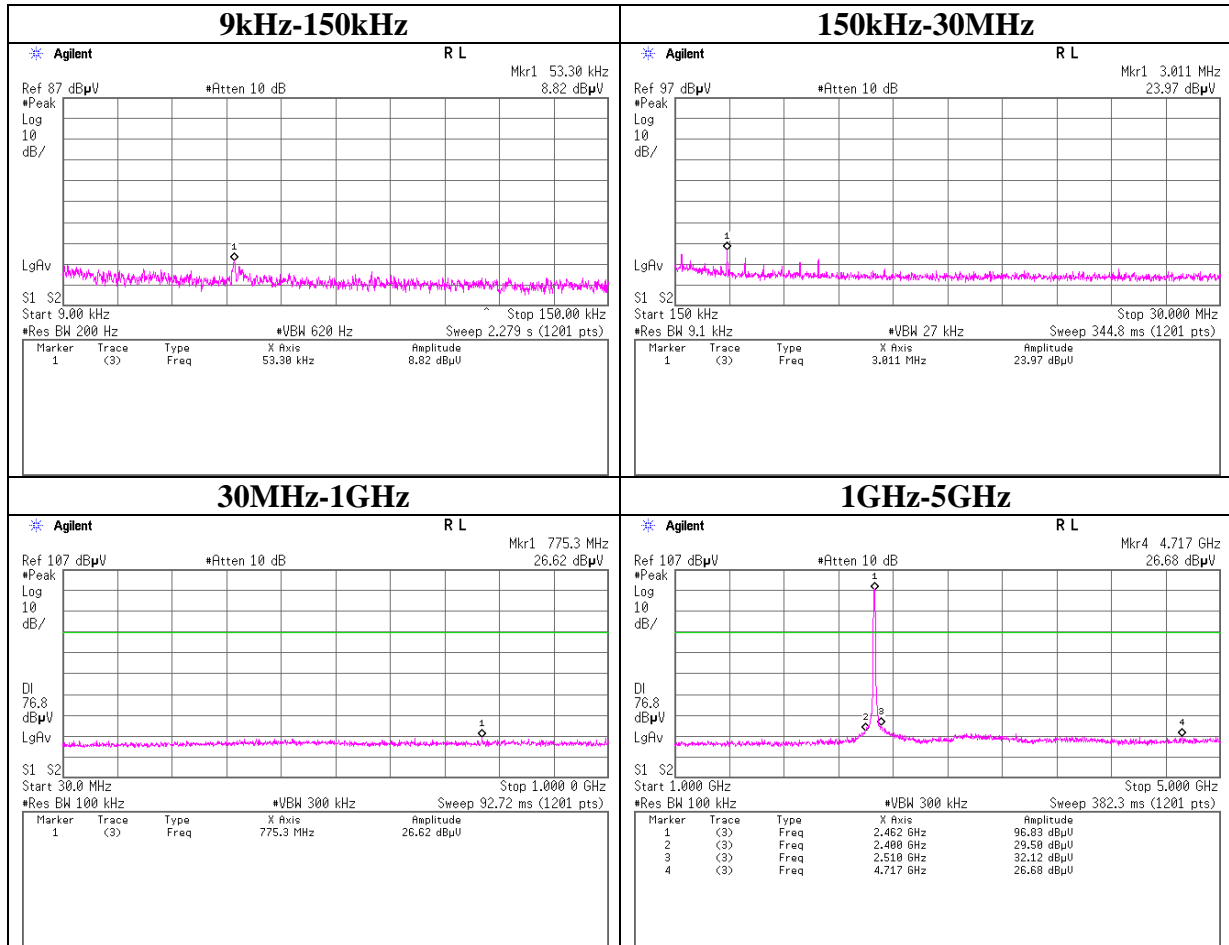 9kHz-150kHz
Agilent R L
Mkr1 53.30 kHz
Ref 87 dBµV #Atten 10 dB 8.82 dBµV
#Peak
Log
10
dB/
1
LgAv
S1 S2
Start 9.00 kHz ^ Stop 150.00 kHz
#Res BW 200 Hz #VBW 620 Hz Sweep 2.279 s (1201 pts)
Marker Trace Type X Axis Amplitude
1 (3) Freq 53.30 kHz 8.82 dBµV
150kHz-30MHz
Agilent R L
Mkr1 3.011 MHz
Ref 97 dBµV #Atten 10 dB 23.97 dBµV
#Peak
Log
10
dB/
1
LgAv
S1 S2
Start 150 kHz Stop 30.000 MHz
#Res BW 9.1 kHz #VBW 27 kHz Sweep 344.8 ms (1201 pts)
Marker Trace Type X Axis Amplitude
1 (3) Freq 3.011 MHz 23.97 dBµV
30MHz-1GHz
Agilent R L
Mkr1 775.3 MHz
Ref 107 dBµV #Atten 10 dB 26.62 dBµV
#Peak
Log
10
dB/
DI
76.8
dBµV
1
LgAv
S1 S2
Start 30.0 MHz Stop 1.000 0 GHz
#Res BW 100 kHz #VBW 300 kHz Sweep 92.72 ms (1201 pts)
Marker Trace Type X Axis Amplitude
1 (3) Freq 775.3 MHz 26.62 dBµV
1GHz-5GHz
Agilent R L
Mkr4 4.717 GHz
Ref 107 dBµV #Atten 10 dB 26.68 dBµV
#Peak
1
Log
10
dB/
DI
76.8
dBµV
2 3 4
LgAv
S1 S2
Start 1.000 GHz Stop 5.000 GHz
#Res BW 100 kHz #VBW 300 kHz Sweep 382.3 ms (1201 pts)
Marker Trace Type X Axis Amplitude
1 (3) Freq 2.462 GHz 96.83 dBµV
2 (3) Freq 2.400 GHz 29.50 dBµV
3 (3) Freq 2.510 GHz 32.12 dBµV
4 (3) Freq 4.717 GHz 26.68 dBµV